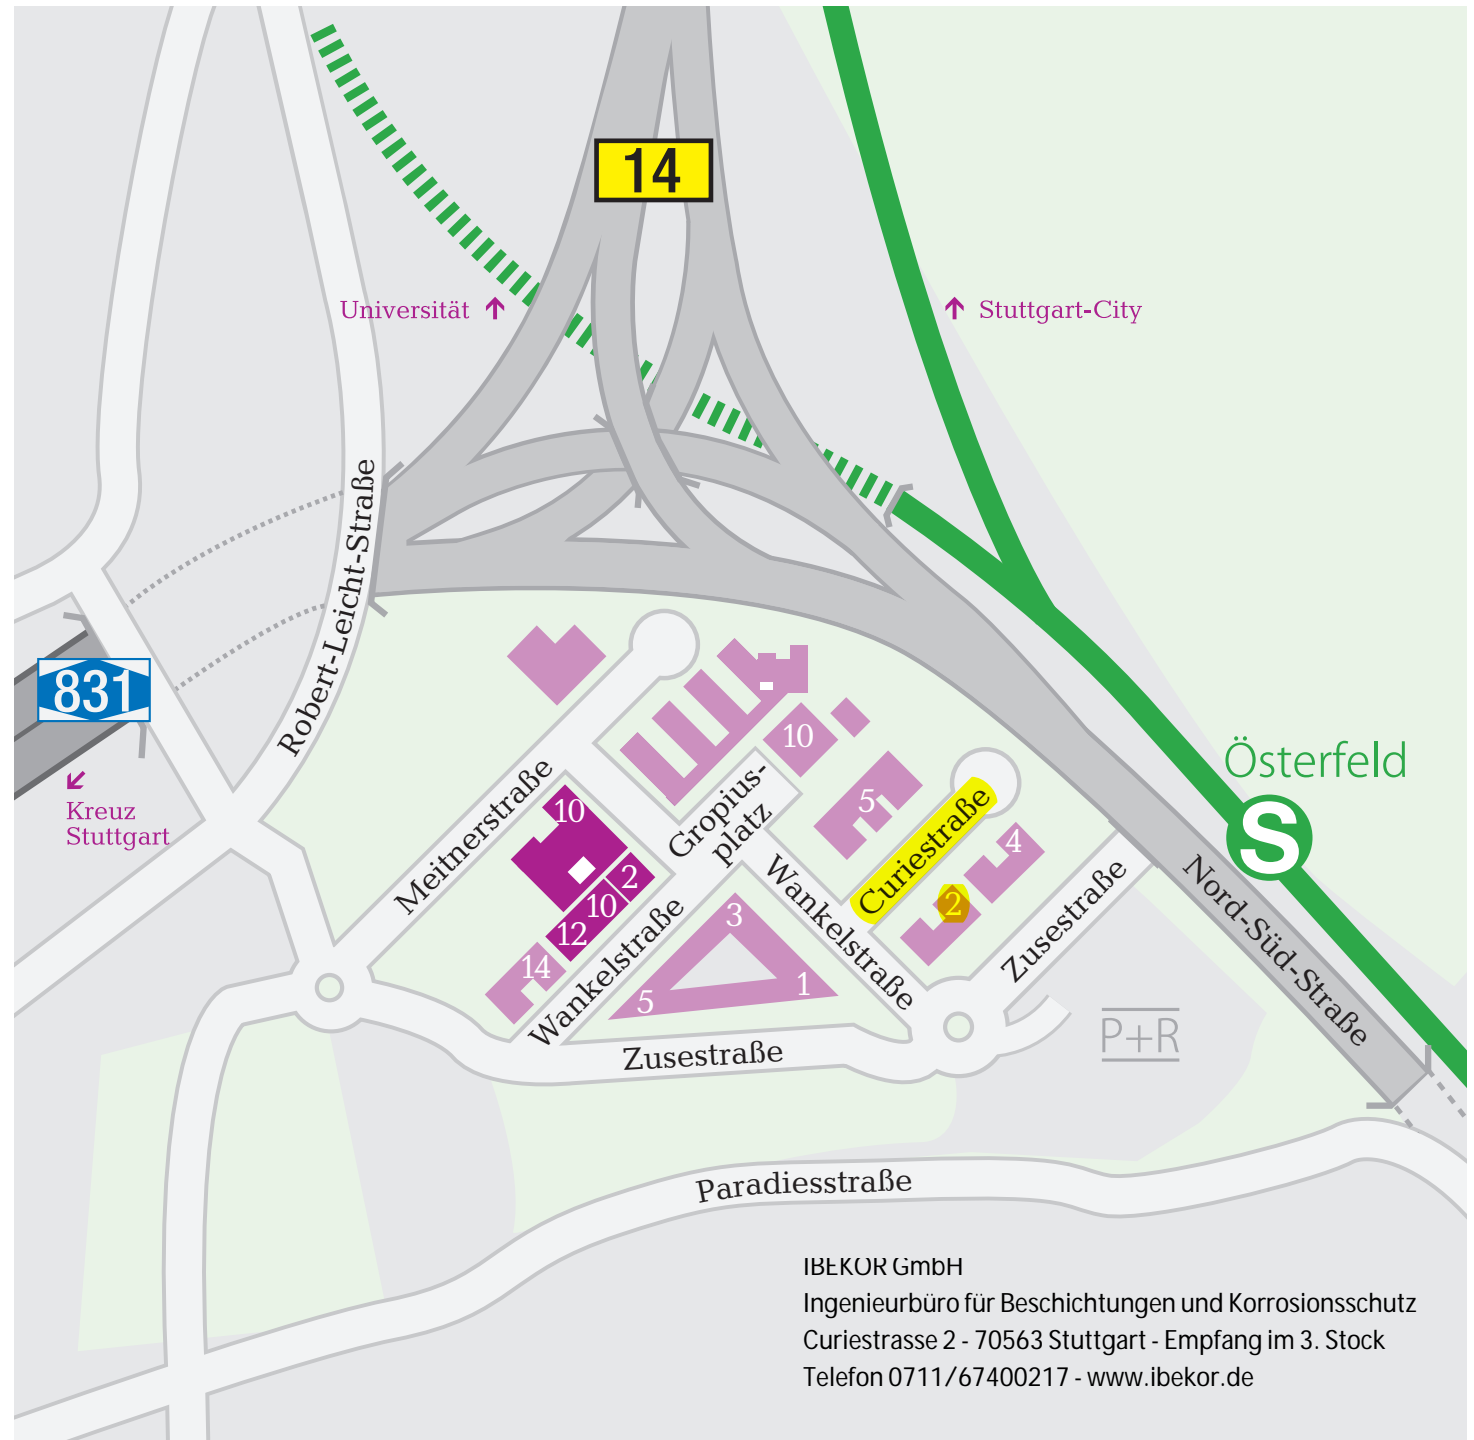 14
Universität
Stuttgart-City
Robert-Leicht-Straße
831
Kreuz
Stuttgart
Österfeld
S
Meitnerstraße
10
10
Gropius-
platz
5
Curiestraße
4
2
2
10
12
14
Wankelstraße
3
1
5
Wankelstraße
Zusestraße
Nord-Süd-Straße
Zusestraße
P+R
Paradiesstraße
IBEKOR GmbH
Ingenieurbüro für Beschichtungen und Korrosionsschutz
Curiestrasse 2 - 70563 Stuttgart - Empfang im 3. Stock
Telefon 0711/67400217 - www.ibekor.de